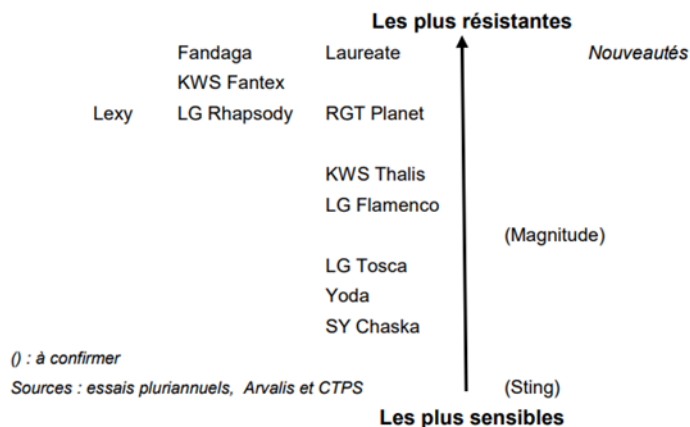 Les plus résistantes
Fandaga Laureate Nouveautés
KWS Fantex
Lexy LG Rhapsody RGT Planet
KWS Thalis
LG Flamenco
(Magnitude)
LG Tosca
Yoda
SY Chaska
() : à confirmer
Sources : essais pluriannuels, Arvalis et CTPS (Sting)
Les plus sensibles